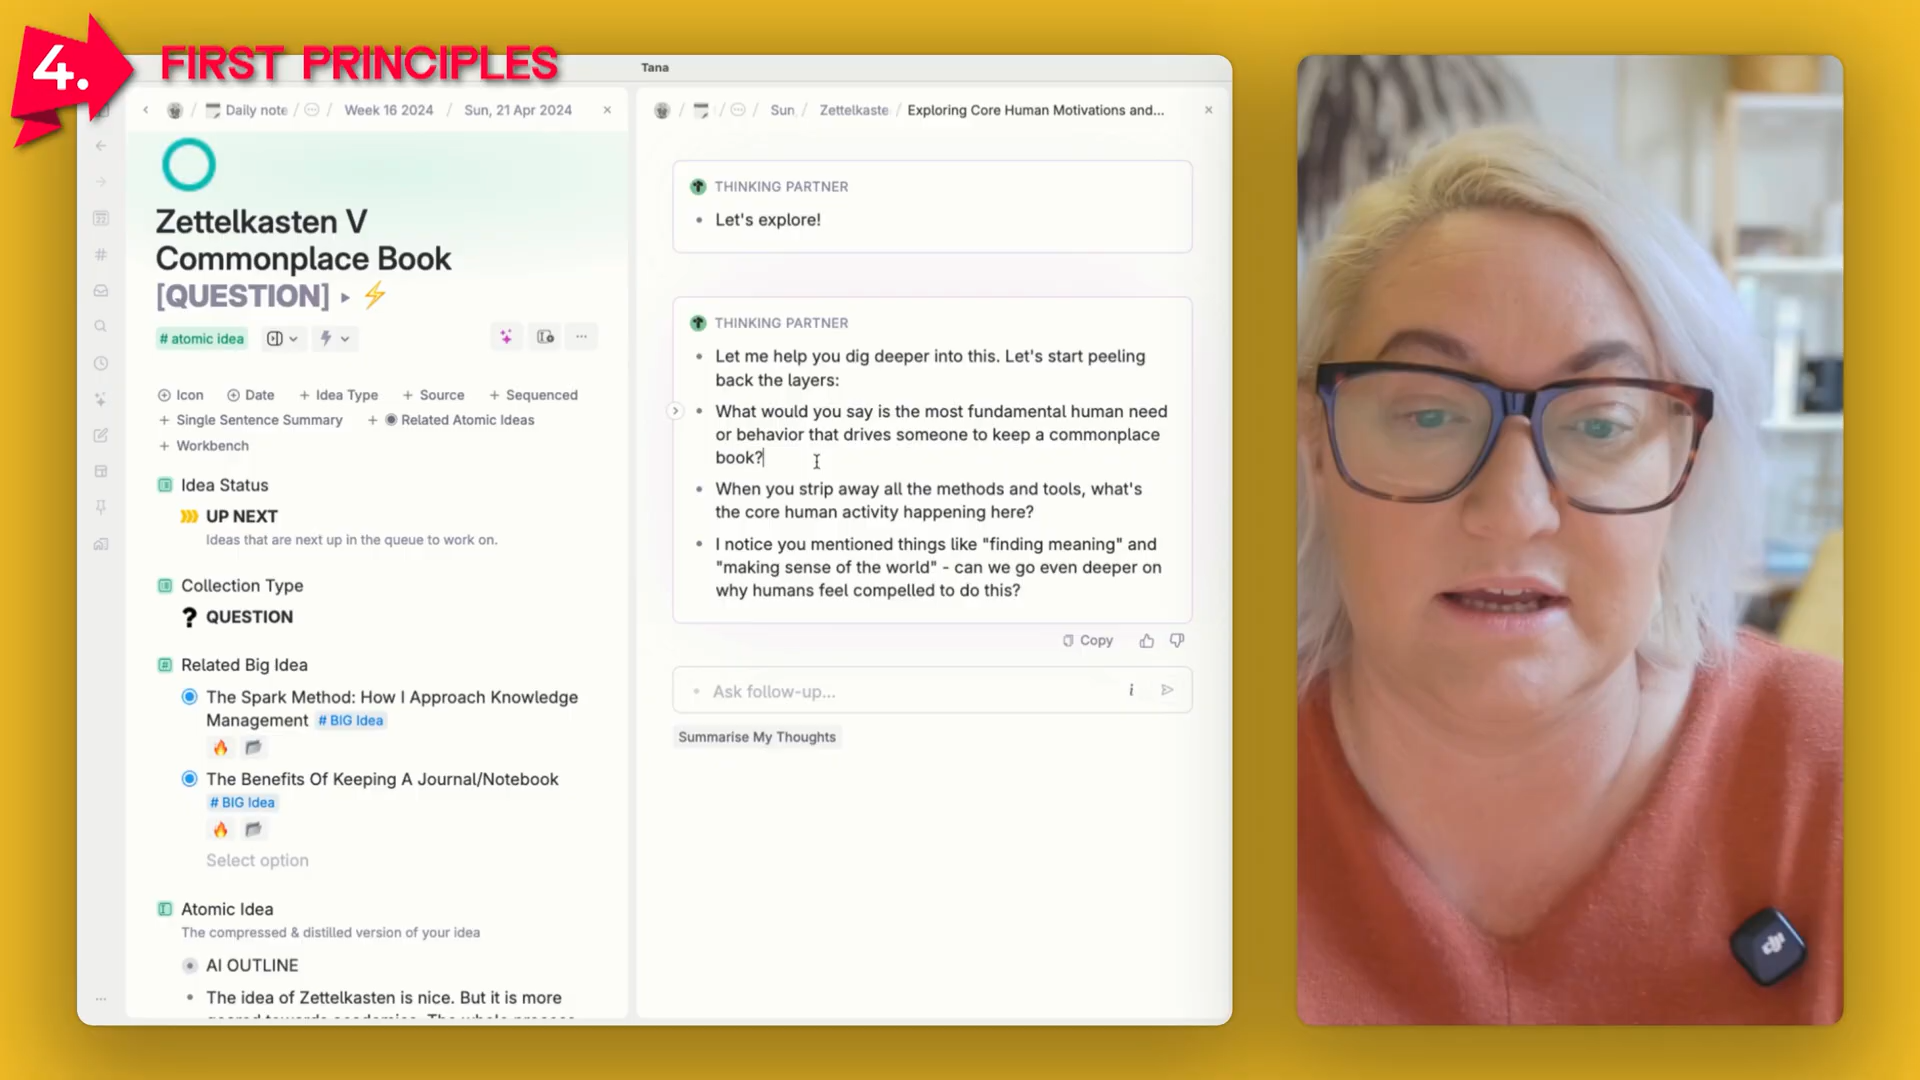 4.
FIRST PRINCIPLES
Tana
Daily note / / Week 16 2024 / Sun, 21 Apr 2024
Zettelkasten V
Commonplace Book
[QUESTION]
# atomic idea
Icon Date + Idea Type + Source + Sequenced
+ Single Sentence Summary + Related Atomic Ideas
+ Workbench
Idea Status
UP NEXT
Ideas that are next up in the queue to work on.
Collection Type
? QUESTION
Related Big Idea
The Spark Method: How I Approach Knowledge
Management # BIG Idea
The Benefits Of Keeping A Journal/Notebook
# BIG Idea
Select option
Atomic Idea
The compressed & distilled version of your idea
AI OUTLINE
The idea of Zettelkasten is nice. But it is more
/ / / Sun / Zettelkaste / Exploring Core Human Motivations and...
THINKING PARTNER
Let's explore!
THINKING PARTNER
Let me help you dig deeper into this. Let's start peeling
back the layers:
What would you say is the most fundamental human need
or behavior that drives someone to keep a commonplace
book?
When you strip away all the methods and tools, what's
the core human activity happening here?
I notice you mentioned things like "finding meaning" and
"making sense of the world" - can we go even deeper on
why humans feel compelled to do this?
Copy
Ask follow-up...
Summarise My Thoughts
dji